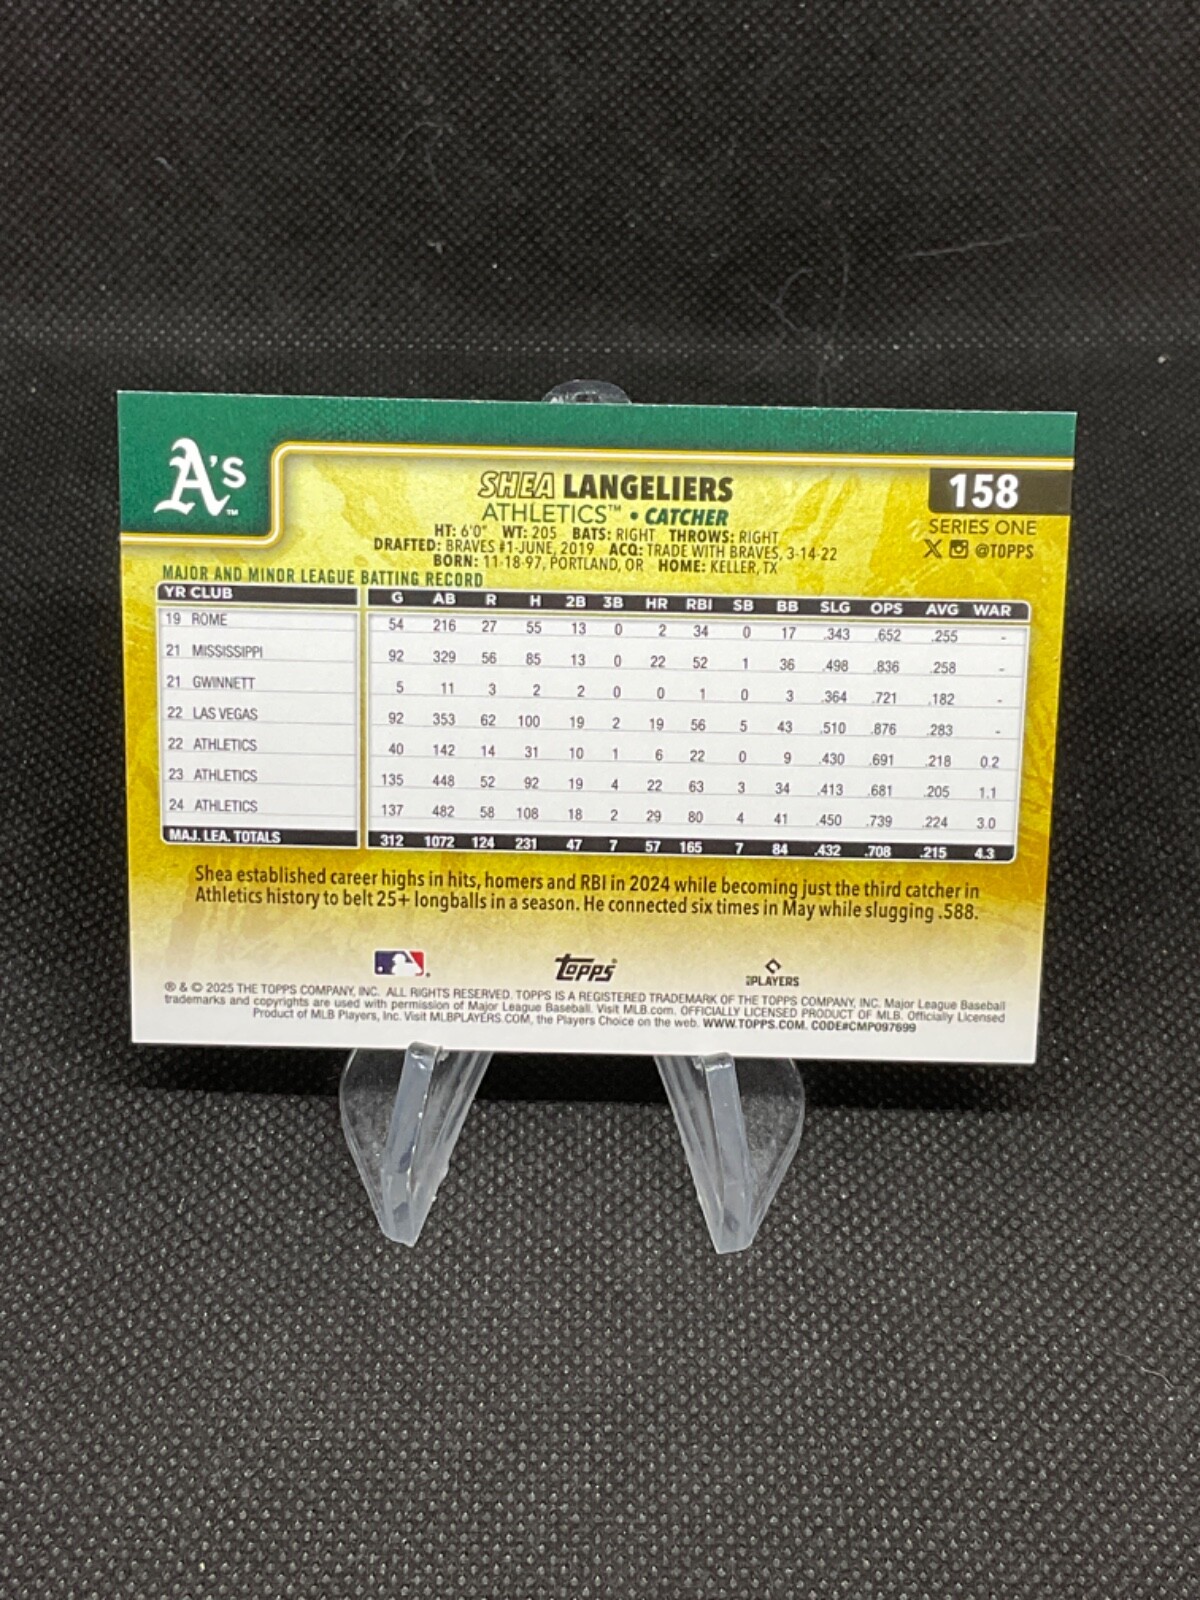 A's™
SHEA LANGELIERS
158
ATHLETICS™ • CATCHER
SERIES ONE
HT: 6'0" WT: 205 BATS: RIGHT THROWS: RIGHT
@TOPPS
DRAFTED: BRAVES #1-JUNE, 2019 ACQ: TRADE WITH BRAVES, 3-14-22
BORN: 11-18-97, PORTLAND, OR HOME: KELLER, TX
MAJOR AND MINOR LEAGUE BATTING RECORD
YR CLUB G AB R H 2B 3B HR RBI SB BB SLG OPS AVG WAR
19 ROME 54 216 27 55 13 0 2 34 0 17 .343 .652 .255 -
21 MISSISSIPPI 92 329 56 85 13 0 22 52 1 36 .498 .836 .258 -
21 GWINNETT 5 11 3 2 2 0 0 1 0 3 .364 .721 .182 -
22 LAS VEGAS 92 353 62 100 19 2 19 56 5 43 .510 .876 .283 -
22 ATHLETICS 40 142 14 31 10 1 6 22 0 9 .430 .691 .218 0.2
23 ATHLETICS 135 448 52 92 19 4 22 63 3 34 .413 .681 .205 1.1
24 ATHLETICS 137 482 58 108 18 2 29 80 4 41 .450 .739 .224 3.0
MAJ. LEA. TOTALS 312 1072 124 231 47 7 57 165 7 84 .432 .708 .215 4.3
Shea established career highs in hits, homers and RBI in 2024 while becoming just the third catcher in
Athletics history to belt 25+ longballs in a season. He connected six times in May while slugging .588.
Topps
PLAYERS
® & © 2025 THE TOPPS COMPANY, INC. ALL RIGHTS RESERVED. TOPPS IS A REGISTERED TRADEMARK OF THE TOPPS COMPANY, INC. Major League Baseball
trademarks and copyrights are used with permission of Major League Baseball. Visit MLB.com. OFFICIALLY LICENSED PRODUCT OF MLB. Officially Licensed
Product of MLB Players, Inc. Visit MLBPLAYERS.COM, the Players Choice on the web. WWW.TOPPS.COM. CODE#CMP097699